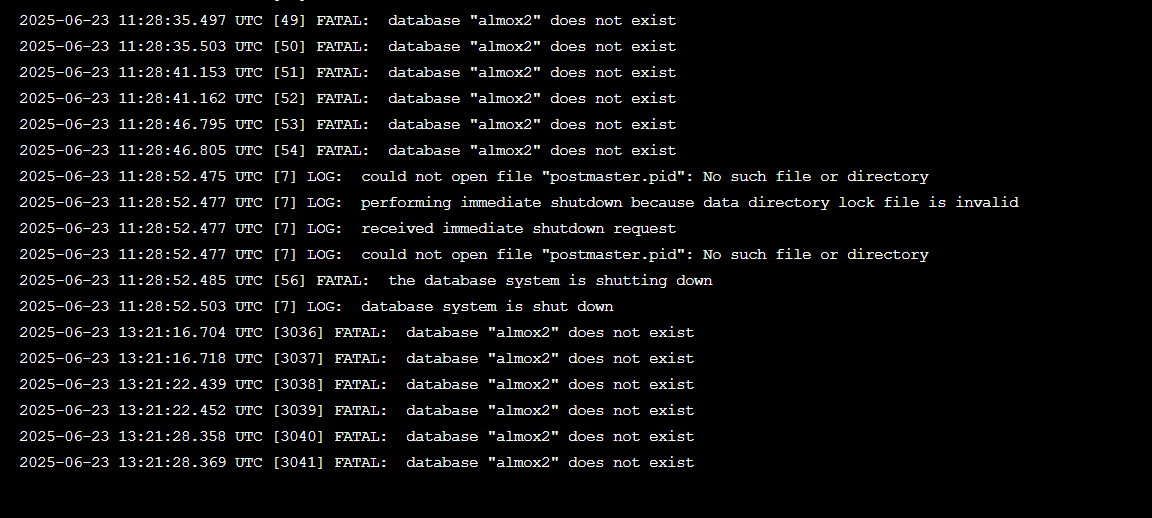 2025-06-23 11:28:35.497 UTC [49] FATAL:  database "almox2" does not exist
2025-06-23 11:28:35.503 UTC [50] FATAL:  database "almox2" does not exist
2025-06-23 11:28:41.153 UTC [51] FATAL:  database "almox2" does not exist
2025-06-23 11:28:41.162 UTC [52] FATAL:  database "almox2" does not exist
2025-06-23 11:28:46.795 UTC [53] FATAL:  database "almox2" does not exist
2025-06-23 11:28:46.805 UTC [54] FATAL:  database "almox2" does not exist
2025-06-23 11:28:52.475 UTC [7] LOG:  could not open file "postmaster.pid": No such file or directory
2025-06-23 11:28:52.477 UTC [7] LOG:  performing immediate shutdown because data directory lock file is invalid
2025-06-23 11:28:52.477 UTC [7] LOG:  received immediate shutdown request
2025-06-23 11:28:52.477 UTC [7] LOG:  could not open file "postmaster.pid": No such file or directory
2025-06-23 11:28:52.485 UTC [56] FATAL:  the database system is shutting down
2025-06-23 11:28:52.503 UTC [7] LOG:  database system is shut down
2025-06-23 13:21:16.704 UTC [3036] FATAL:  database "almox2" does not exist
2025-06-23 13:21:16.718 UTC [3037] FATAL:  database "almox2" does not exist
2025-06-23 13:21:22.439 UTC [3038] FATAL:  database "almox2" does not exist
2025-06-23 13:21:22.452 UTC [3039] FATAL:  database "almox2" does not exist
2025-06-23 13:21:28.358 UTC [3040] FATAL:  database "almox2" does not exist
2025-06-23 13:21:28.369 UTC [3041] FATAL:  database "almox2" does not exist